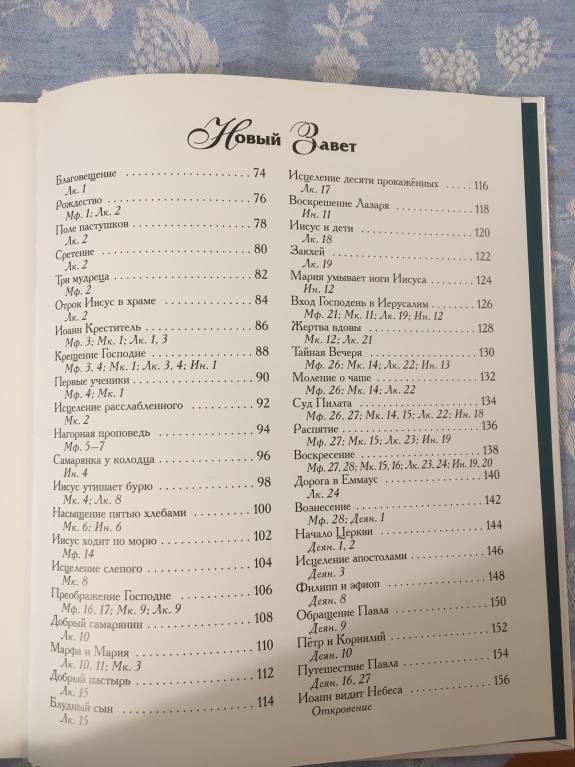 Новый Завет
Благовещение 74
Лк. 1
Рождество 76
Мф. 1; Лк. 2
Поле пастушков 78
Лк. 2
Сретение 80
Лк. 2
Три мудреца 82
Мф. 2
Отрок Иисус в храме 84
Лк. 2
Иоанн Креститель 86
Мф. 3; Мк. 1; Лк. 1, 3
Крещение Господне 88
Мф. 3, 4; Мк. 1; Лк. 3, 4; Ин. 1
Первые ученики 90
Мф. 4; Мк. 1
Исцеление расслабленного 92
Мк. 2
Нагорная проповедь 94
Мф. 5–7
Самарянка у колодца 96
Ин. 4
Иисус утишает бурю 98
Мк. 4; Лк. 8
Насыщение пятью хлебами 100
Мк. 6; Ин. 6
Иисус ходит по морю 102
Мф. 14
Исцеление слепого 104
Мк. 8
Преображение Господне 106
Мф. 16, 17; Мк. 9; Лк. 9
Добрый самарянин 108
Лк. 10
Марфа и Мария 110
Лк. 10, 11; Мк. 3
Добрый пастырь 112
Лк. 15
Блудный сын 114
Лк. 15
Исцеление десяти прокажённых 116
Лк. 17
Воскрешение Лазаря 118
Ин. 11
Иисус и дети 120
Лк. 18
Закхей 122
Лк. 19
Мария умывает ноги Иисуса 124
Ин. 12
Вход Господень в Иерусалим 126
Мф. 21; Мк. 11; Лк. 19; Ин. 12
Жертва вдовы 128
Мк. 12; Лк. 21
Тайная Вечеря 130
Мф. 26; Мк. 14; Лк. 22; Ин. 13
Моление о чаше 132
Мф. 26; Мк. 14; Лк. 22
Суд Пилата 134
Мф. 26, 27; Мк. 14, 15; Лк. 22; Ин. 18
Распятие 136
Мф. 27; Мк. 15; Лк. 23; Ин. 19
Воскресение 138
Мф. 27, 28; Мк. 15, 16; Лк. 23, 24; Ин. 19, 20
Дорога в Еммаус 140
Лк. 24
Вознесение 142
Мф. 28; Деян. 1
Начало Церкви 144
Деян. 1, 2
Исцеление апостолами 146
Деян. 3
Филипп и эфиоп 148
Деян. 8
Обращение Павла 150
Деян. 9
Пётр и Корнилий 152
Деян. 10
Путешествие Павла 154
Деян. 16, 27
Иоанн видит Небеса 156
Откровение